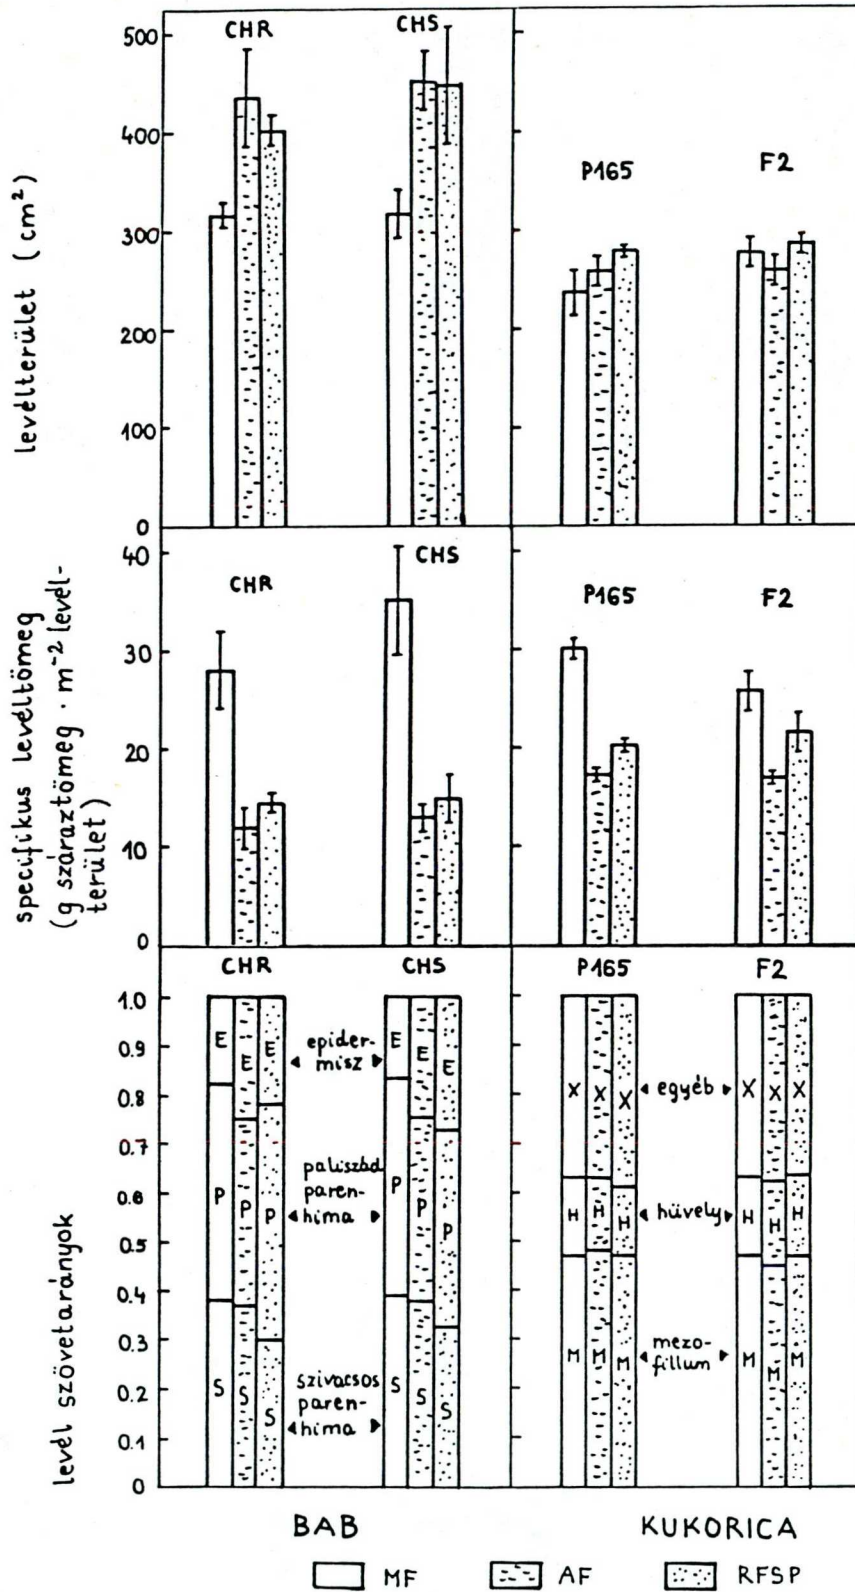 levélterület (cm²)
500
400
300
200
100
0
CHR
CHS
P165
F2
specifikus levéltömeg
(g száraztömeg · m⁻² levél-
terület)
40
30
20
10
0
CHR
CHS
P165
F2
levél szövetarányok
1.0
0.9
0.8
0.7
0.6
0.5
0.4
0.3
0.2
0.1
0
CHR
CHS
P165
F2
E E E
epider-
misz
E E E
P P P
paliszád
paren-
hima
P P P
S S S
szivacsos
paren-
hima
S S S
X X X
egyéb
X X X
H H H
hüvely
H H H
M M M
mezo-
fillum
M M M
BAB
KUKORICA
MF
AF
RFSP